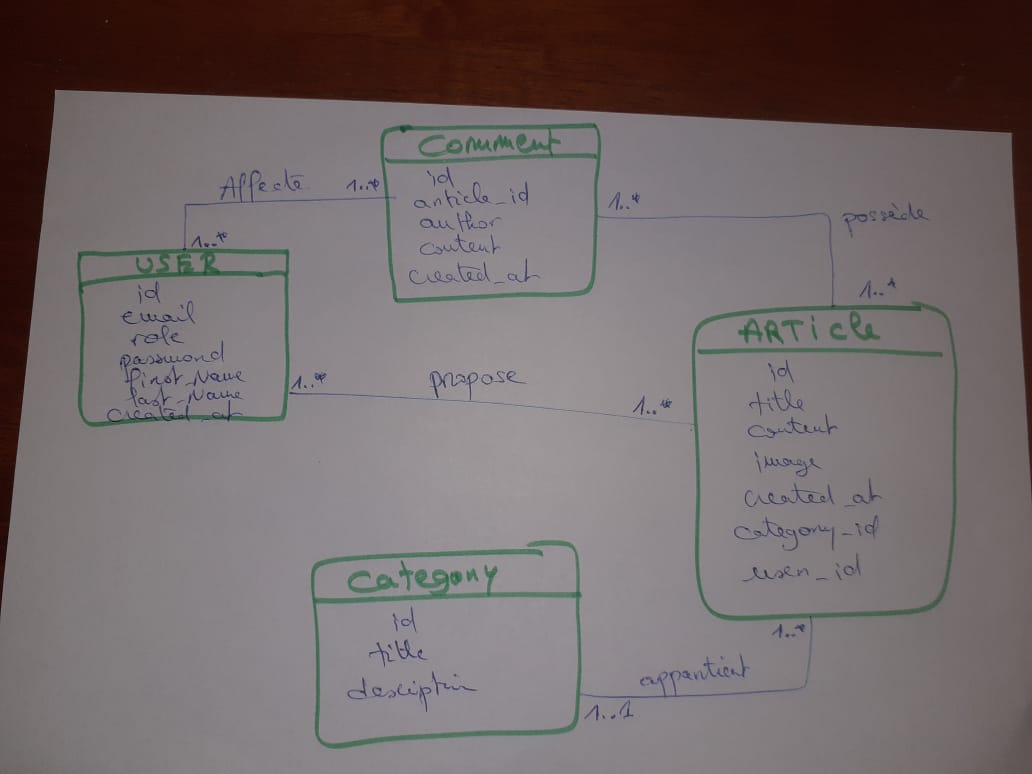 Comment
id
article_id
author
content
created_at
Affecte
1..*
1..*
USER
id
email
role
password
first_Name
last_Name
created_at
1..*
possède
1..*
ARTicle
id
title
content
image
created_at
category_id
user_id
1..*
propose
1..*
Category
id
title
desciptin
1..*
appartient
1..1